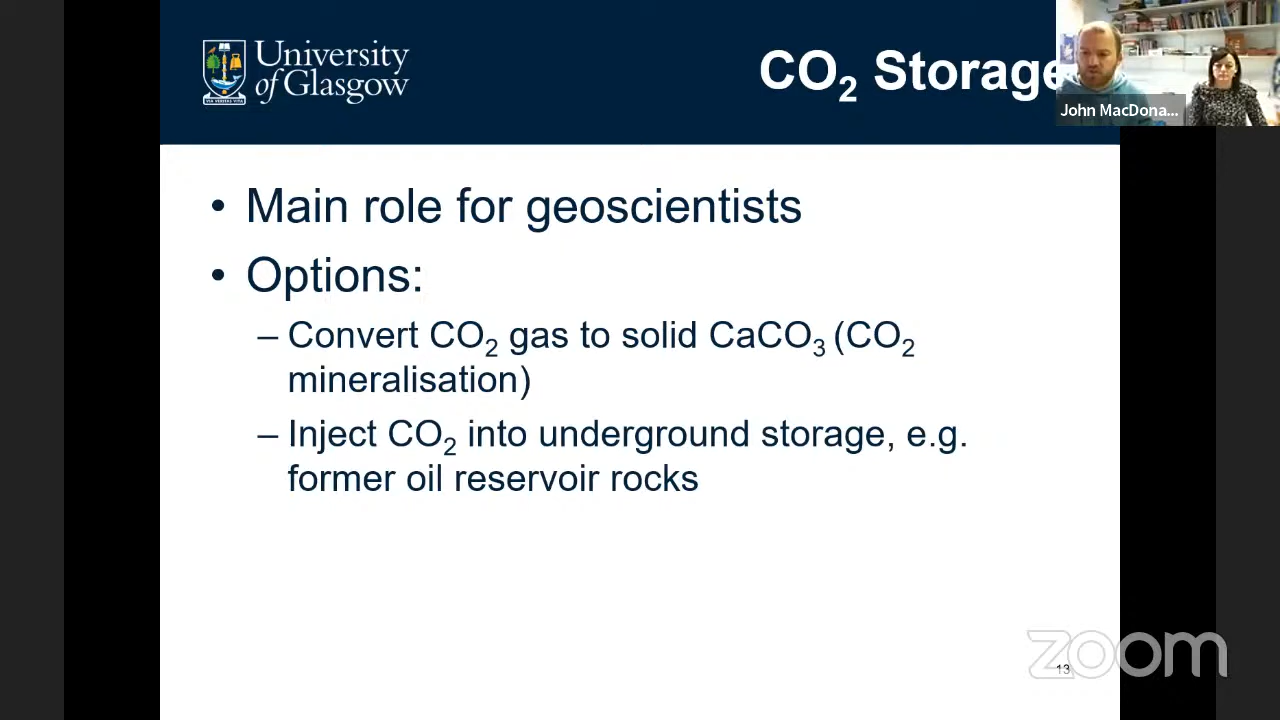 University
of Glasgow
CO₂ Storage
John MacDona...
• Main role for geoscientists
• Options:
– Convert CO₂ gas to solid CaCO₃ (CO₂
mineralisation)
– Inject CO₂ into underground storage, e.g.
former oil reservoir rocks
zoom
13